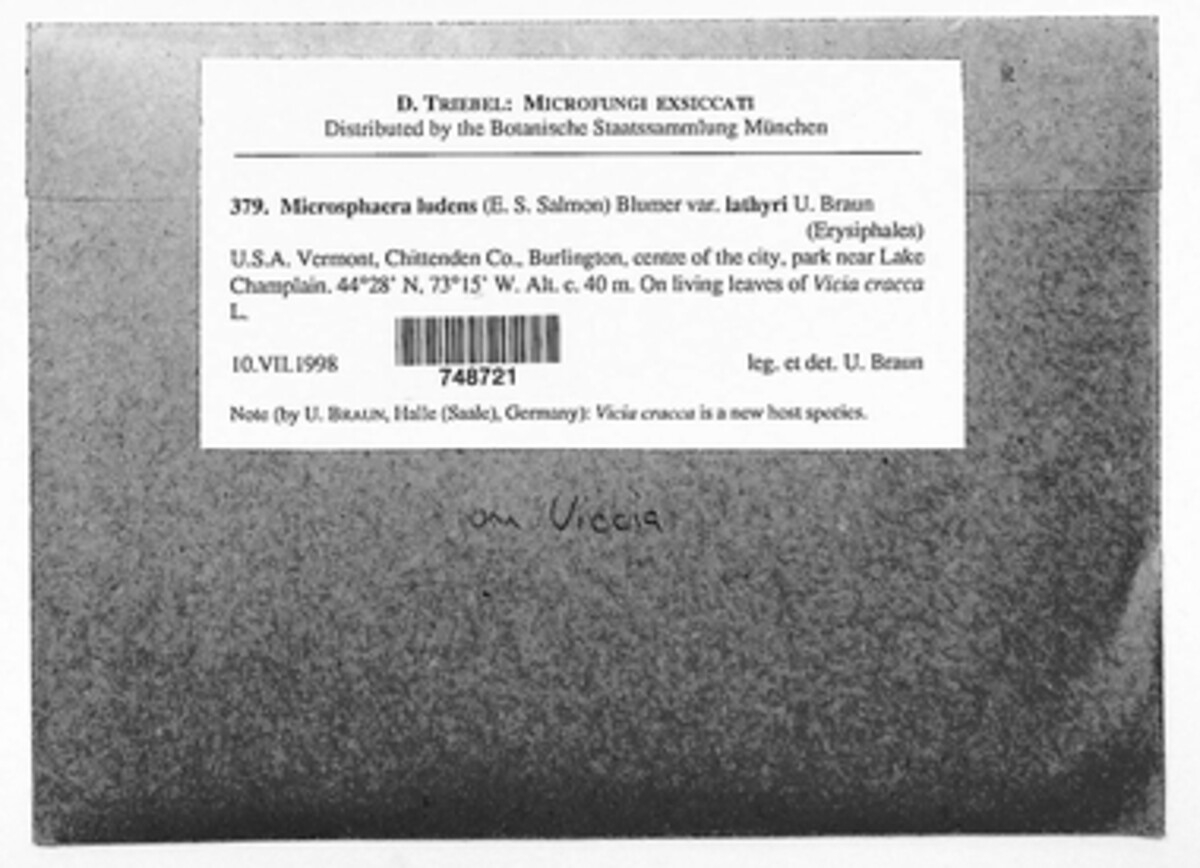 D. TRIEBEL: MICROFUNGI EXSICCATI
Distributed by the Botanische Staatssammlung München
379. Microsphaera ludens (E. S. Salmon) Blumer var. lathyri U. Braun
(Erysiphales)
U.S.A. Vermont, Chittenden Co., Burlington, centre of the city, park near Lake
Champlain. 44°28' N, 73°15' W. Alt. c. 40 m. On living leaves of Vicia cracca
L.
10.VII.1998
leg. et det. U. Braun
748721
Note (by U. BRAUN, Halle (Saale), Germany): Vicia cracca is a new host species.
on Viccia